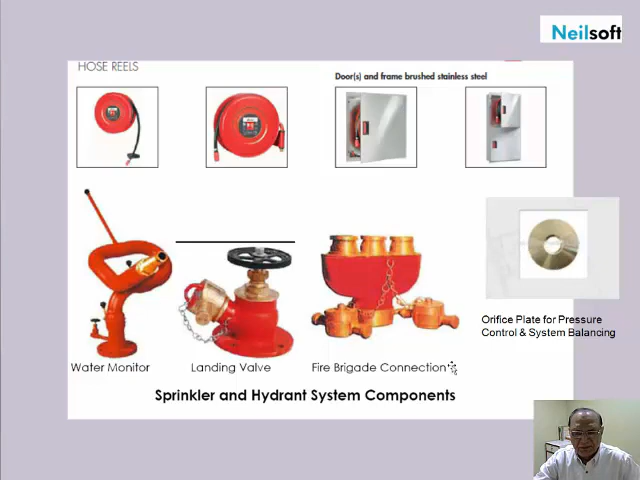 Neilsoft
HOSE REELS
Door(s) and frame brushed stainless steel
Orifice Plate for Pressure
Control & System Balancing
Water Monitor
Landing Valve
Fire Brigade Connection
Sprinkler and Hydrant System Components